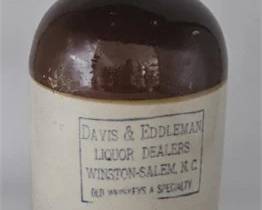 DAVIS & EDDLEMAN
LIQUOR DEALERS
WINSTON-SALEM, N.C.
OLD WHISKEYS A SPECIALTY